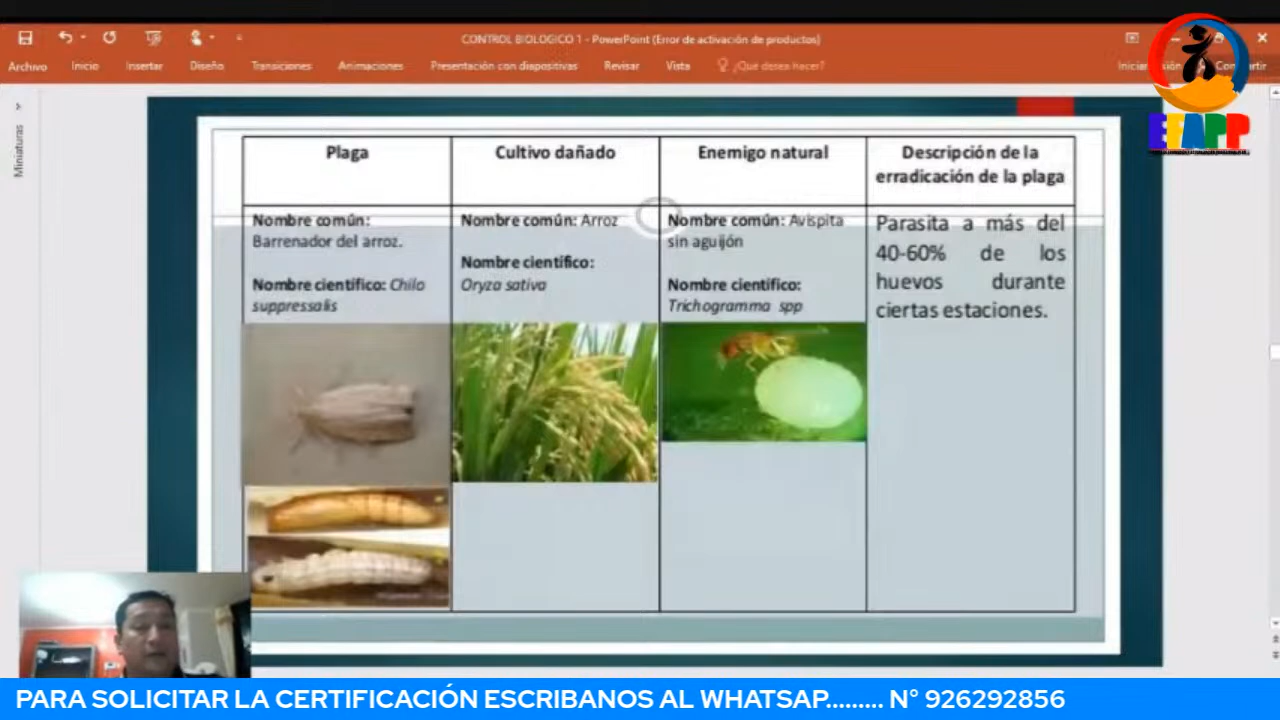 CONTROL BIOLOGICO 1 - PowerPoint (Error de activación de productos)
Archivo Inicio Insertar Diseño Transiciones Animaciones Presentación con diapositivas Revisar Vista ¿Qué desea hacer?
EEAPP
Miniaturas
Plaga
Cultivo dañado
Enemigo natural
Descripción de la
erradicación de la plaga
Nombre común:
Barrenador del arroz.
Nombre científico: Chilo
suppressalis
Nombre común: Arroz
Nombre científico:
Oryza sativa
Nombre común: Avispita
sin aguijón
Nombre científico:
Trichogramma spp
Parasita a más del
40-60% de los
huevos durante
ciertas estaciones.
PARA SOLICITAR LA CERTIFICACIÓN ESCRIBANOS AL WHATSAP......... N° 926292856